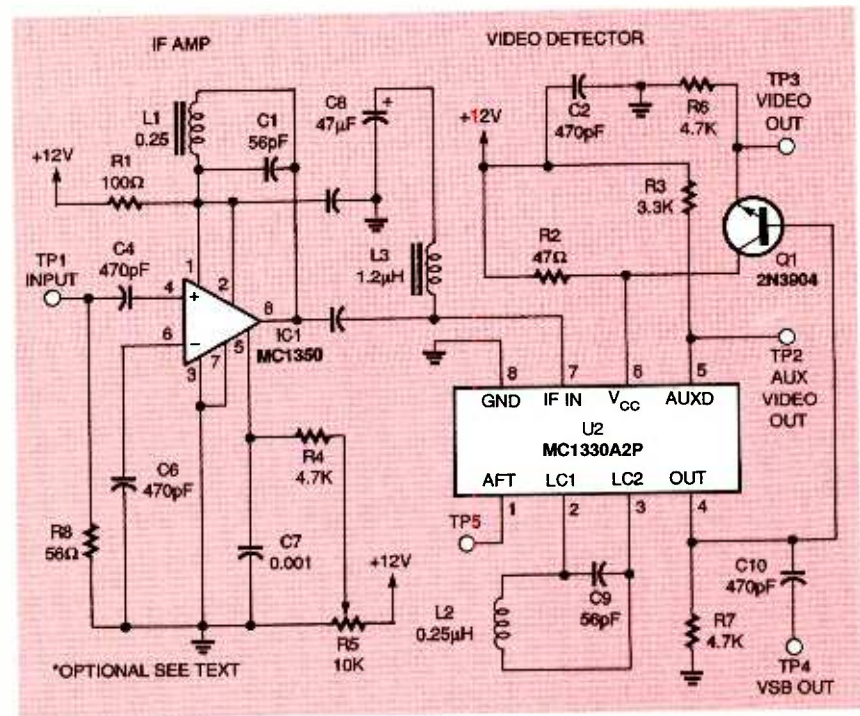 IF AMP
VIDEO DETECTOR
L1
0.25
C1
56pF
C8
47µF
+
+12V
C2
470pF
R6
4.7K
TP3
VIDEO
OUT
+12V
R1
100Ω
R3
3.3K
TP1
INPUT
C4
470pF
L3
1.2µH
R2
47Ω
Q1
2N3904
1
2
4
+
6
−
8
IC1
MC1350
3
7
5
TP2
AUX
VIDEO
OUT
8
7
6
5
GND
IF IN
VCC
AUXD
U2
MC1330A2P
AFT
LC1
LC2
OUT
1
2
3
4
TP5
C6
470pF
R4
4.7K
R8
56Ω
C7
0.001
+12V
R5
10K
L2
0.25µH
C9
56pF
C10
470pF
R7
4.7K
TP4
VSB OUT
*OPTIONAL SEE TEXT